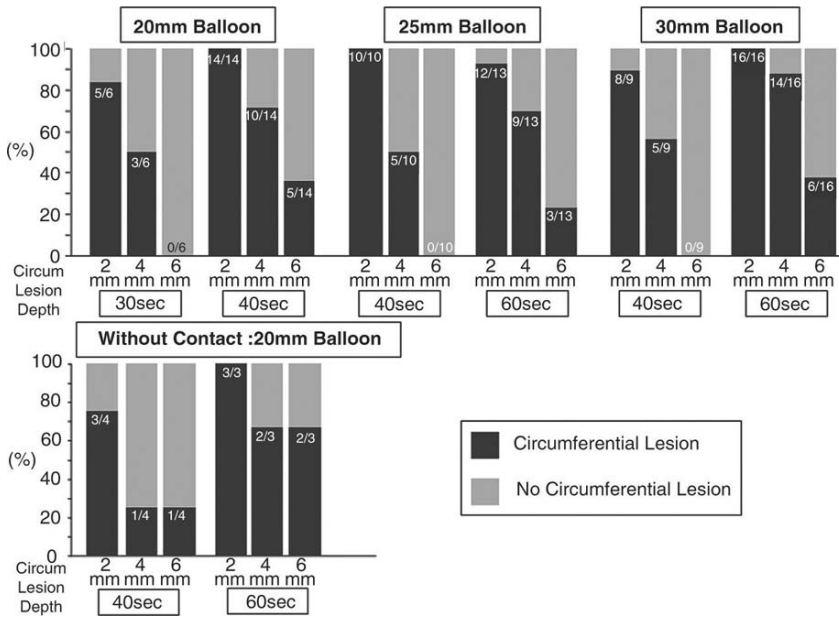 20mm Balloon 25mm Balloon 30mm Balloon
100
80
60
(%)
40
20
0
5/6 3/6 0/6 14/14 10/14 5/14
10/10 5/10 0/10 12/13 9/13 3/13
8/9 5/9 0/9 16/16 14/16 6/16
Circum Lesion Depth
2 mm 4 mm 6 mm 2 mm 4 mm 6 mm 2 mm 4 mm 6 mm 2 mm 4 mm 6 mm 2 mm 4 mm 6 mm 2 mm 4 mm 6 mm
30sec 40sec 40sec 60sec 40sec 60sec
Without Contact :20mm Balloon
100
80
60
(%)
40
20
0
3/4 1/4 1/4 3/3 2/3 2/3
Circum Lesion Depth
2 mm 4 mm 6 mm 2 mm 4 mm 6 mm
40sec 60sec
Circumferential Lesion
No Circumferential Lesion